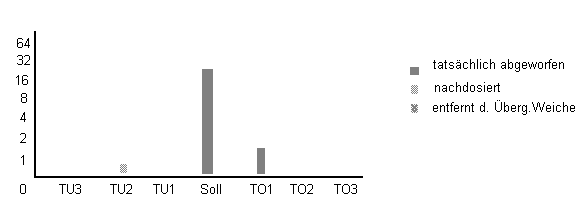 64
32
16
8
4
2
1
0 TU3 TU2 TU1 Soll TO1 TO2 TO3
tatsächlich abgeworfen
nachdosiert
entfernt d. Überg.Weiche